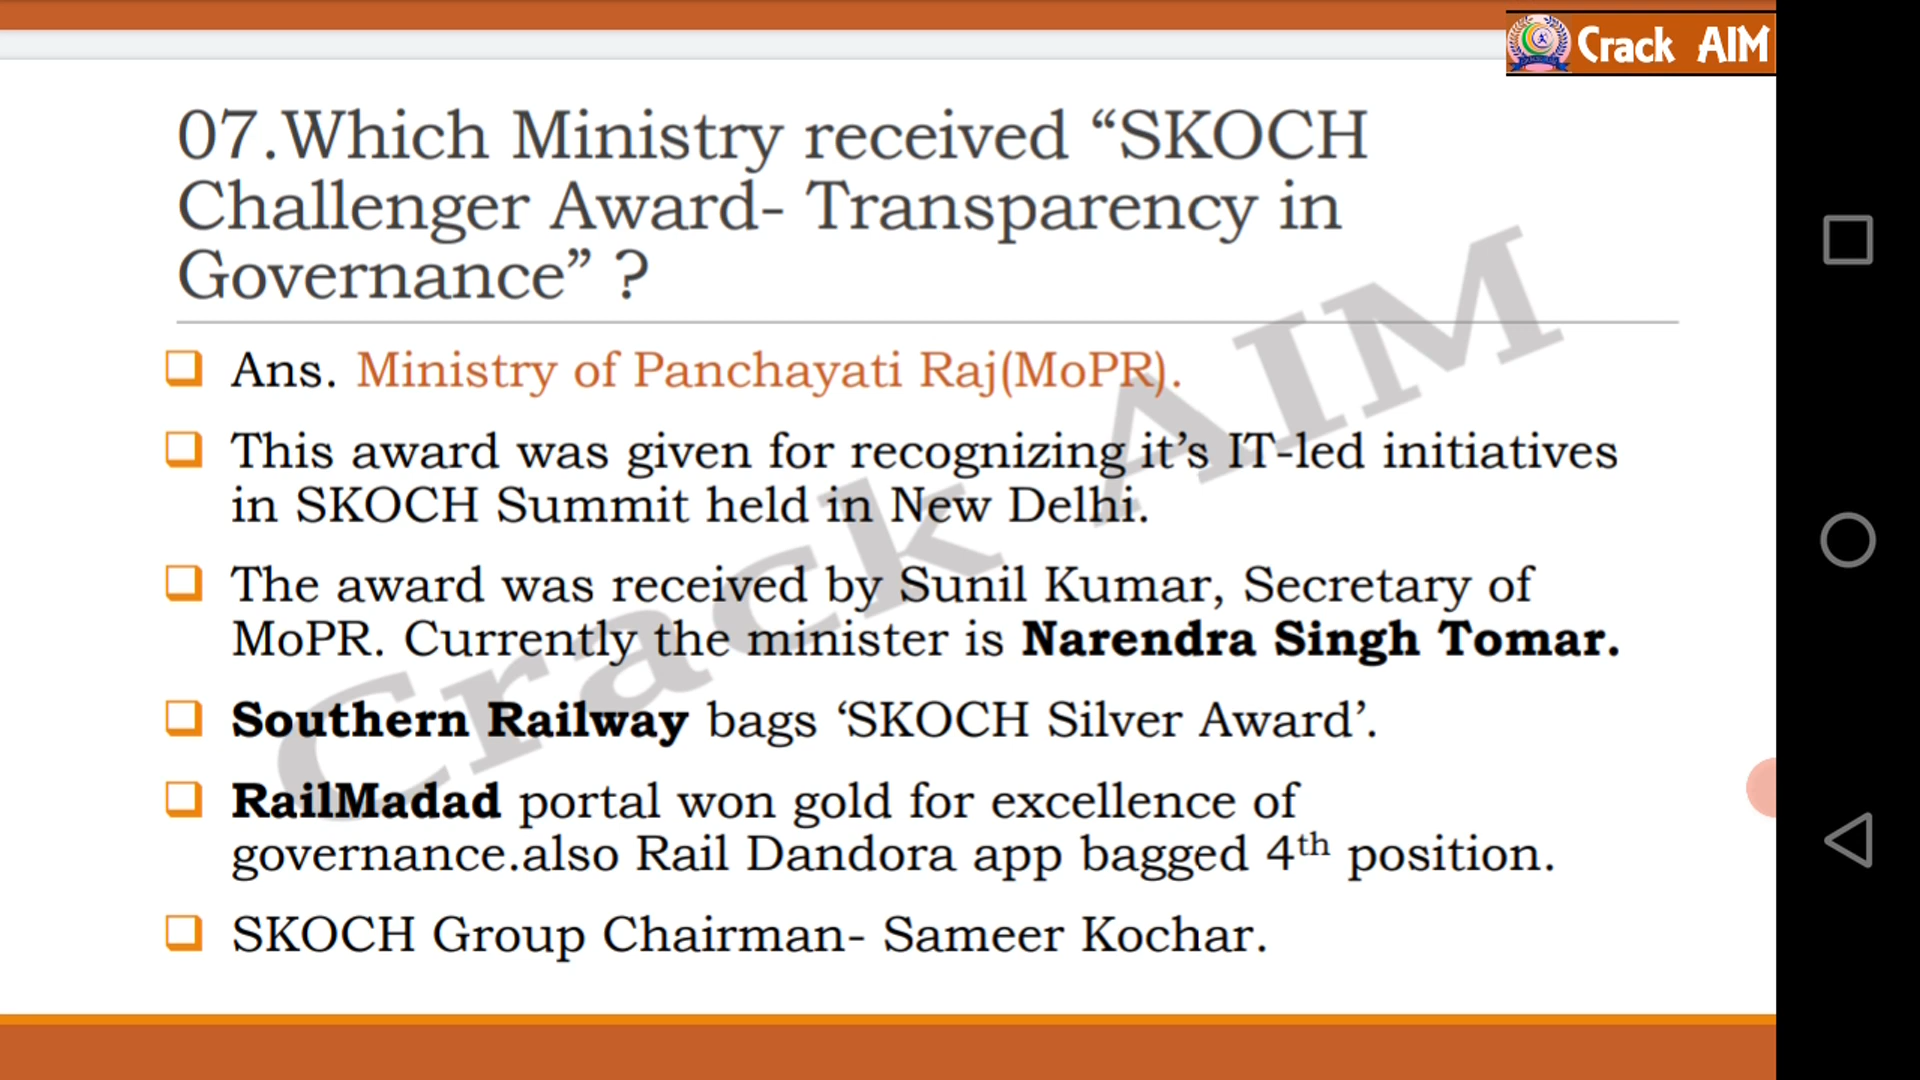 Crack AIM
07.Which Ministry received “SKOCH
Challenger Award- Transparency in
Governance” ?
Ans. Ministry of Panchayati Raj(MoPR).
This award was given for recognizing it’s IT-led initiatives
in SKOCH Summit held in New Delhi.
The award was received by Sunil Kumar, Secretary of
MoPR. Currently the minister is Narendra Singh Tomar.
Southern Railway bags ‘SKOCH Silver Award’.
RailMadad portal won gold for excellence of
governance.also Rail Dandora app bagged 4th position.
SKOCH Group Chairman- Sameer Kochar.
Crack AIM